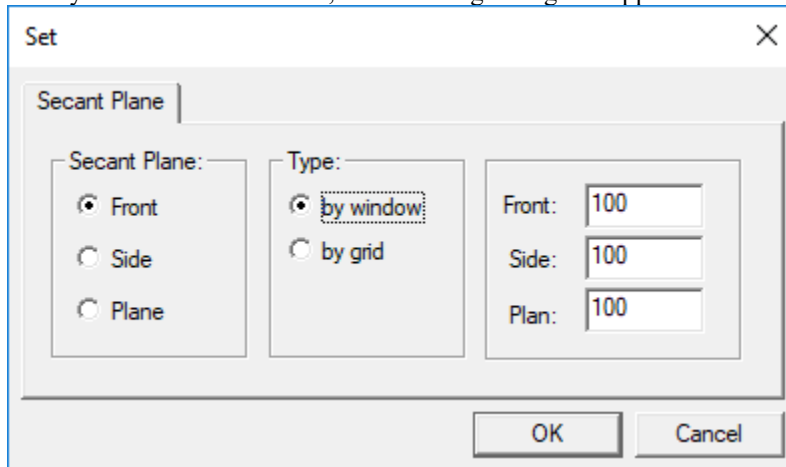 Set
Secant Plane
Secant Plane:
Front
Side
Plane
Type:
by window
by grid
Front: 100
Side: 100
Plan: 100
OK
Cancel